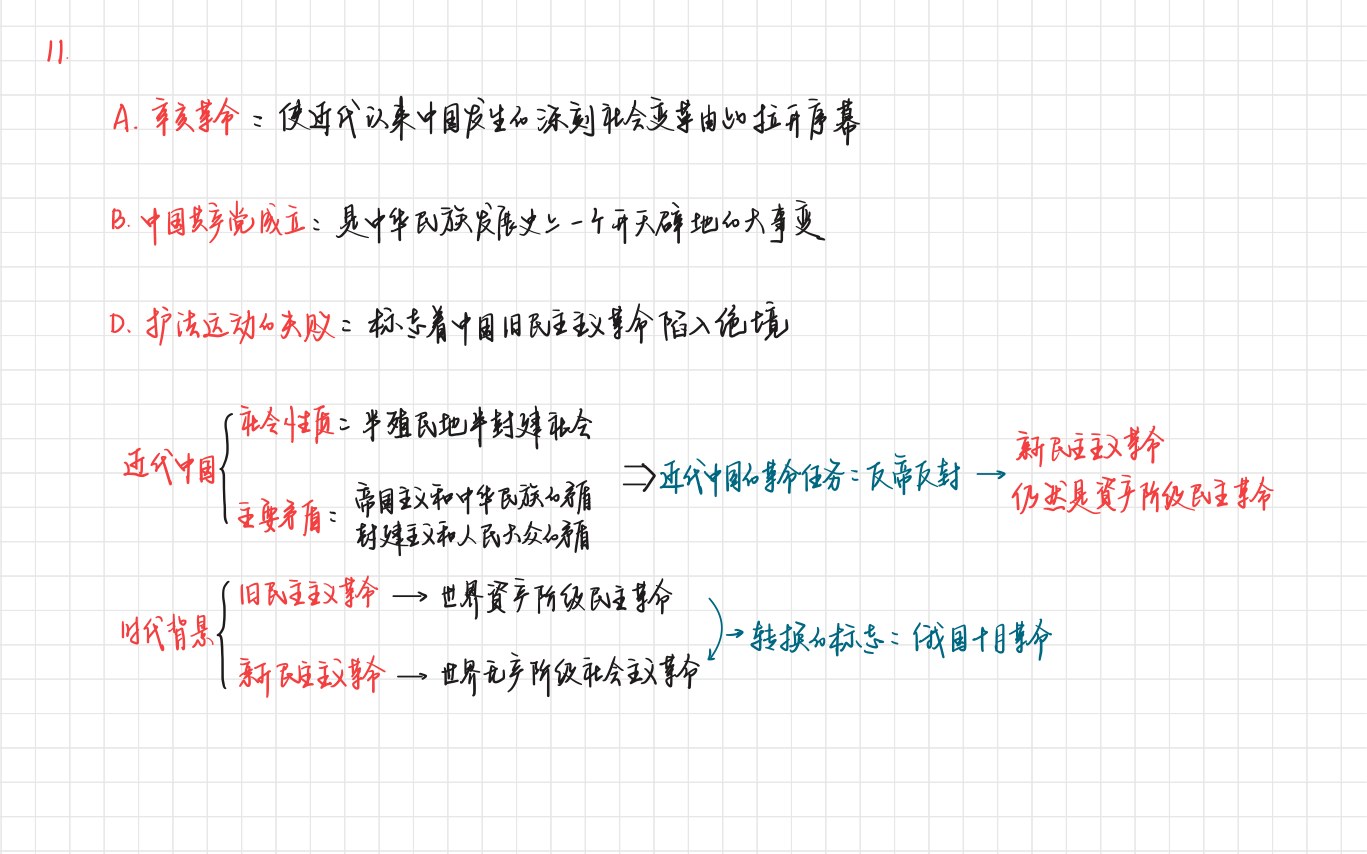 11.
A. 辛亥革命：使近代以来中国发生的深刻社会变革由此拉开序幕
B. 中国共产党成立：是中华民族发展史上一个开天辟地的大事变
D. 护法运动的失败：标志着中国旧民主主义革命陷入绝境
社会性质：半殖民地半封建社会
近代中国
主要矛盾：帝国主义和中华民族的矛盾
封建主义和人民大众的矛盾
⇒近代中国的革命任务：反帝反封 →
新民主主义革命
仍然是資产阶级民主革命
旧民主主义革命 → 世界資产阶级民主革命
时代背景
新民主主义革命 → 世界无产阶级社会主义革命
→转换的标志：俄国十月革命